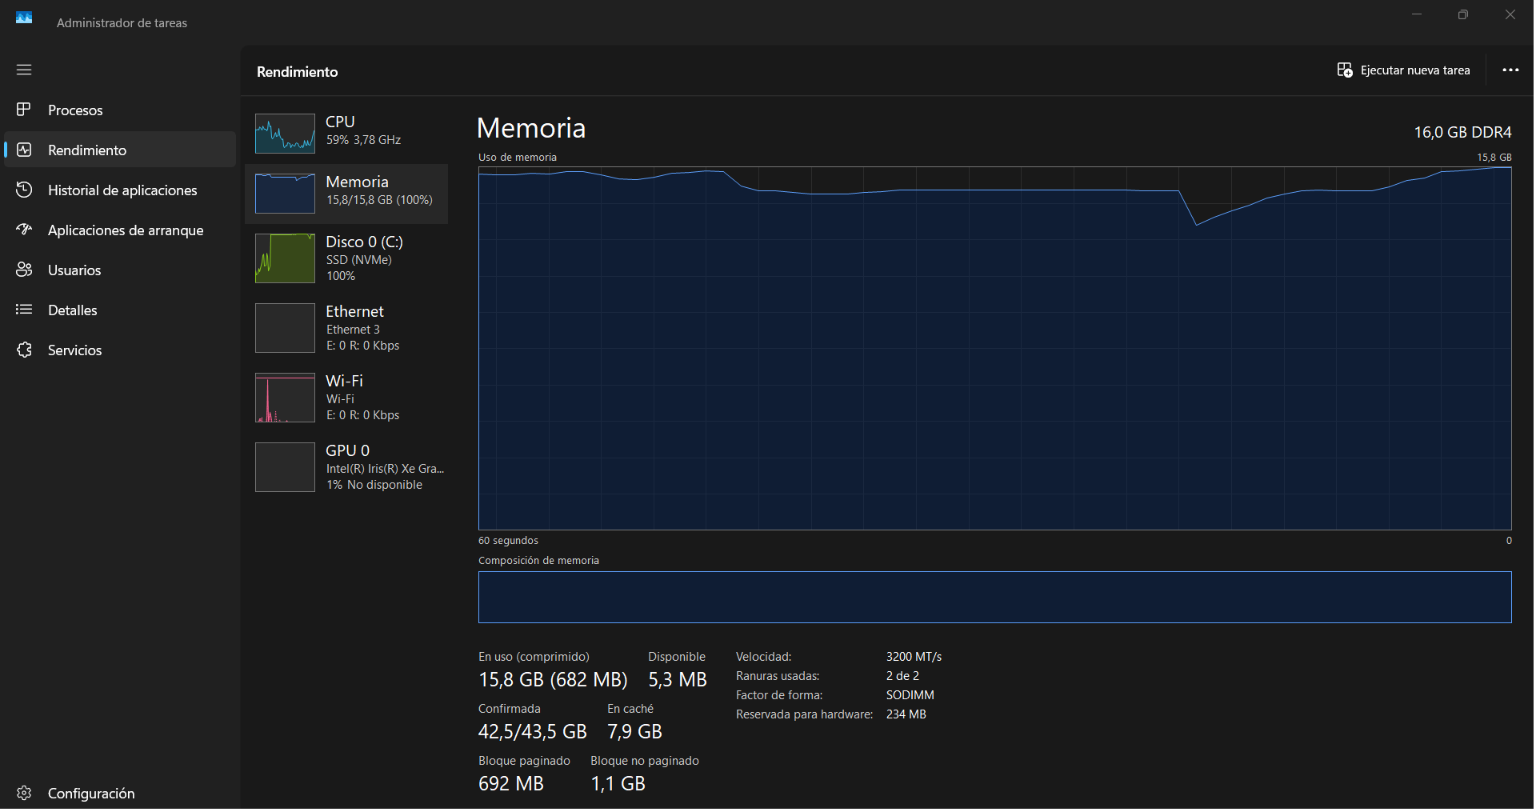 Administrador de tareas
Rendimiento
Ejecutar nueva tarea
Procesos
Rendimiento
Historial de aplicaciones
Aplicaciones de arranque
Usuarios
Detalles
Servicios
Configuración
CPU
59% 3,78 GHz
Memoria
15,8/15,8 GB (100%)
Disco 0 (C:)
SSD (NVMe)
100%
Ethernet
Ethernet 3
E: 0 R: 0 Kbps
Wi-Fi
Wi-Fi
E: 0 R: 0 Kbps
GPU 0
Intel(R) Iris(R) Xe Gra...
1% No disponible
Memoria
16,0 GB DDR4
Uso de memoria
15,8 GB
60 segundos
0
Composición de memoria
En uso (comprimido)
15,8 GB (682 MB)
Disponible
5,3 MB
Confirmada
42,5/43,5 GB
En caché
7,9 GB
Bloque paginado
692 MB
Bloque no paginado
1,1 GB
Velocidad: 3200 MT/s
Ranuras usadas: 2 de 2
Factor de forma: SODIMM
Reservada para hardware: 234 MB